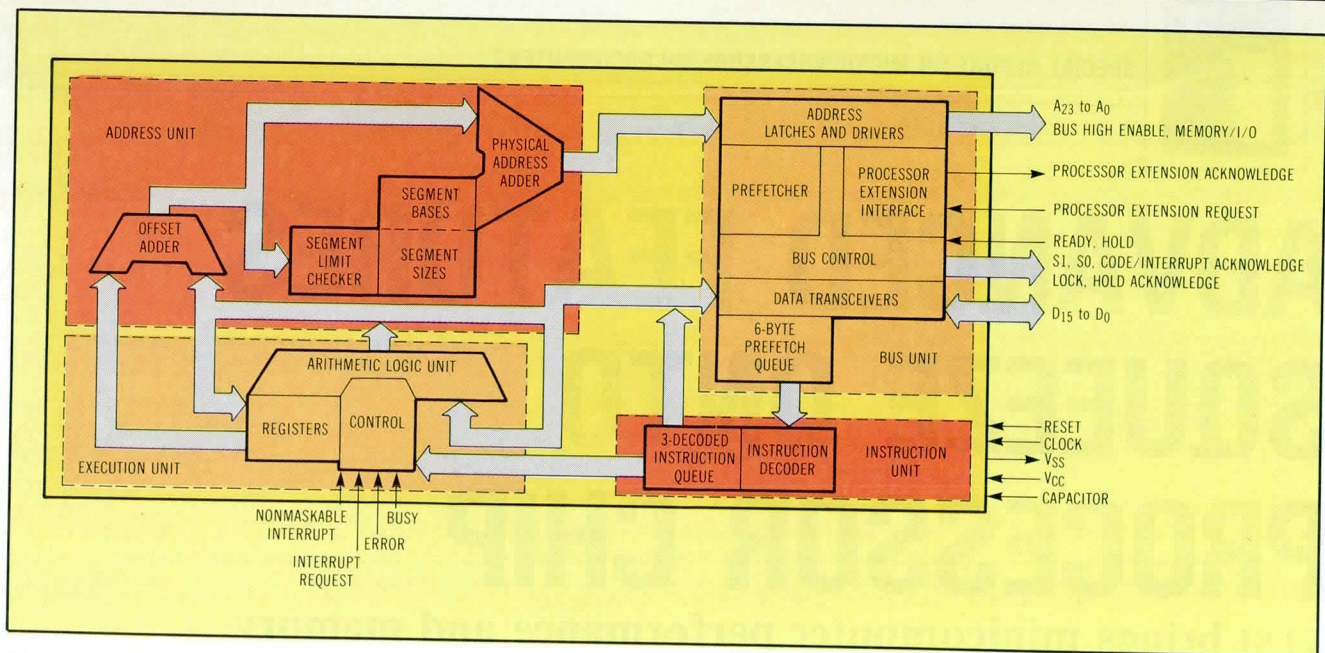 ADDRESS UNIT
OFFSET
ADDER
SEGMENT
LIMIT
CHECKER
SEGMENT
BASES
SEGMENT
SIZES
PHYSICAL
ADDRESS
ADDER
ADDRESS
LATCHES AND DRIVERS
PREFETCHER
PROCESSOR
EXTENSION
INTERFACE
BUS CONTROL
DATA TRANSCEIVERS
6-BYTE
PREFETCH
QUEUE
BUS UNIT
A23 to A0
BUS HIGH ENABLE, MEMORY/I/O
PROCESSOR EXTENSION ACKNOWLEDGE
PROCESSOR EXTENSION REQUEST
READY, HOLD
S1, S0, CODE/INTERRUPT ACKNOWLEDGE
LOCK, HOLD ACKNOWLEDGE
D15 to D0
ARITHMETIC LOGIC UNIT
REGISTERS
CONTROL
EXECUTION UNIT
3-DECODED
INSTRUCTION
QUEUE
INSTRUCTION
DECODER
INSTRUCTION
UNIT
RESET
CLOCK
VSS
VCC
CAPACITOR
NONMASKABLE
INTERRUPT
INTERRUPT
REQUEST
ERROR
BUSY